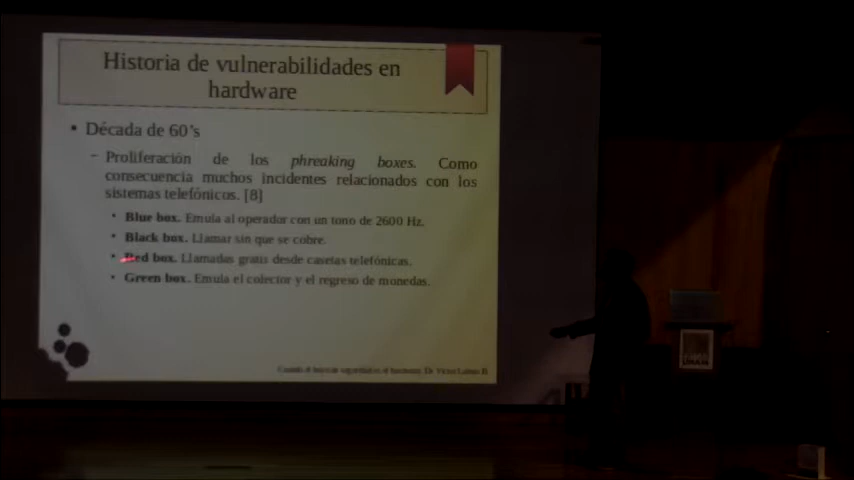 Historia de vulnerabilidades en
hardware
• Década de 60's
– Proliferación de los phreaking boxes. Como
consecuencia muchos incidentes relacionados con los
sistemas telefónicos. [8]
• Blue box. Emula al operador con un tono de 2600 Hz.
• Black box. Llamar sin que se cobre.
• Red box. Llamadas gratis desde casetas telefónicas.
• Green box. Emula el colector y el regreso de monedas.